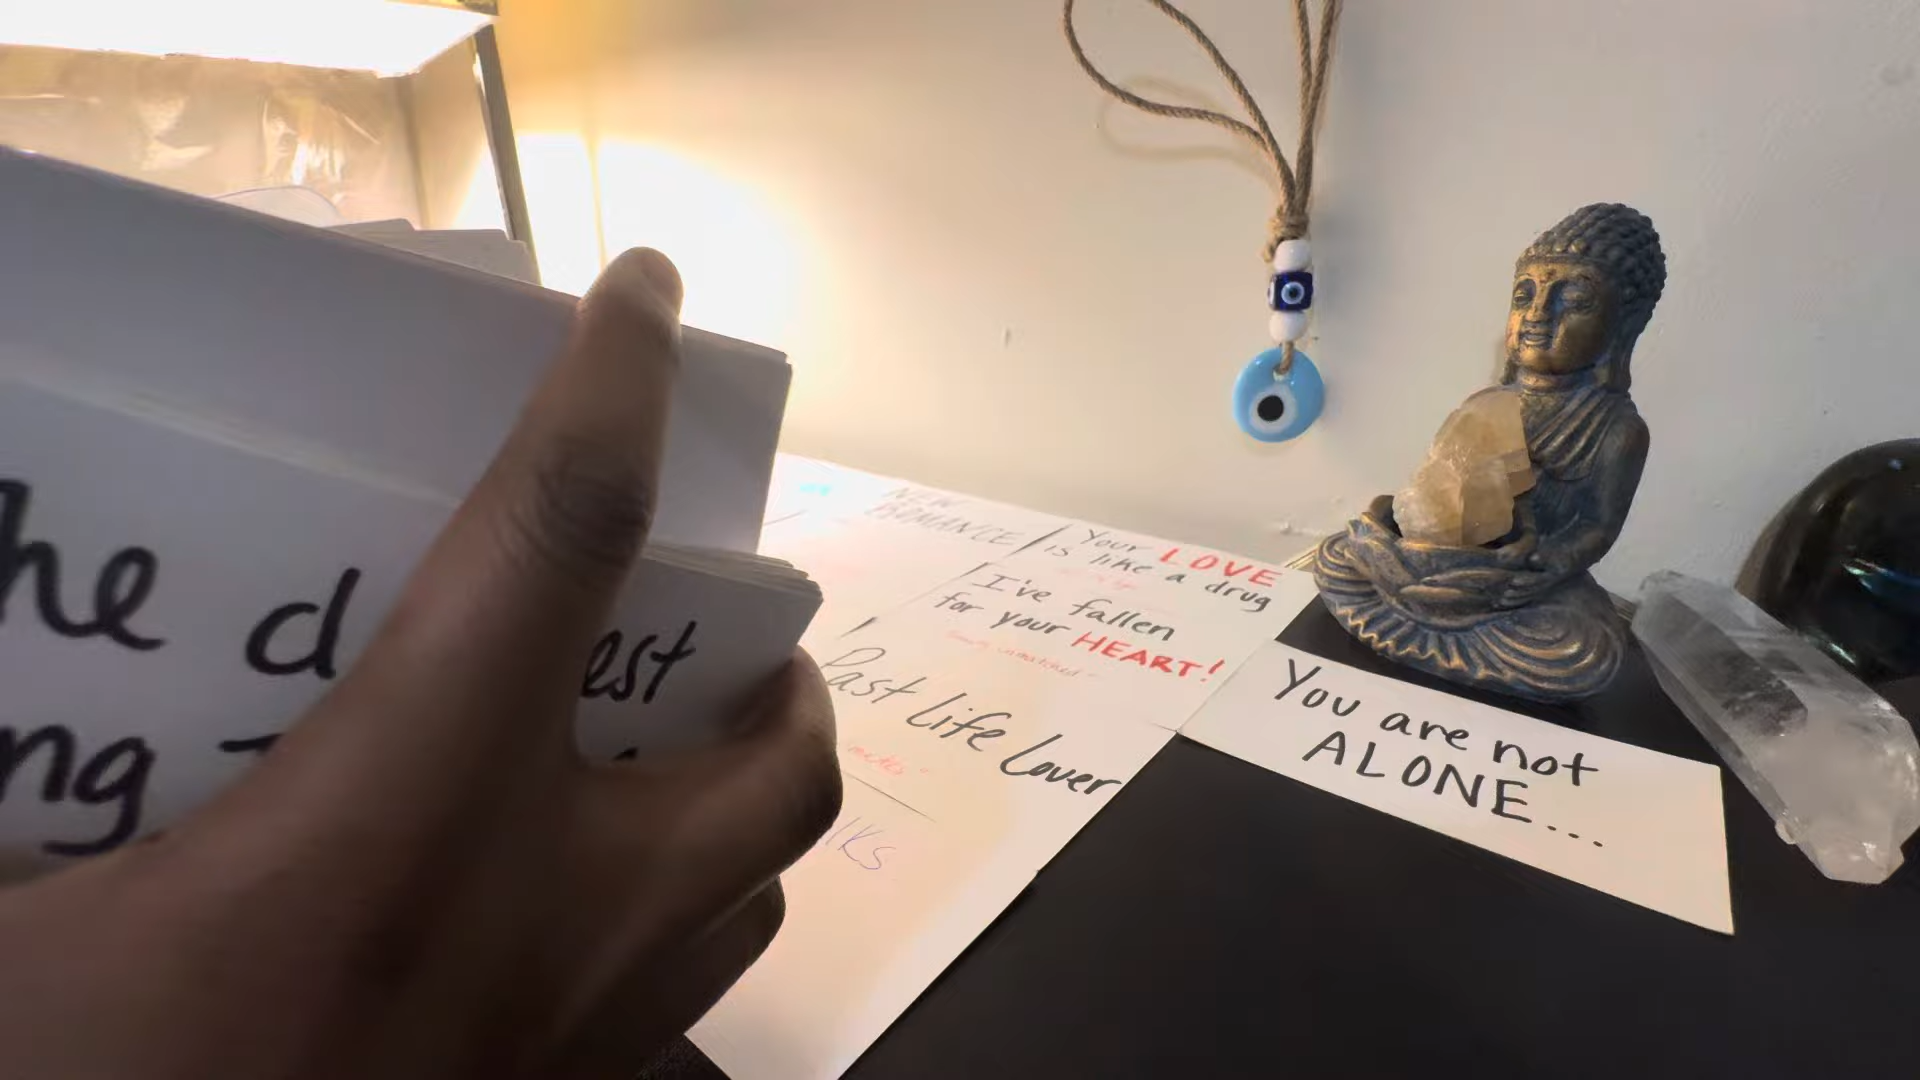 he d est
ng
NEW
ROMANCE
Your LOVE
is like a drug
I've fallen
for your HEART!
Past Life Lover
You are not
ALONE...